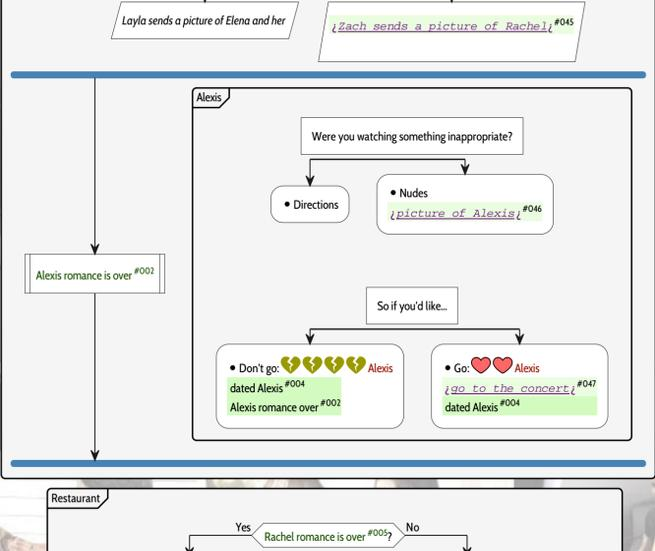 Layla sends a picture of Elena and her
¿Zach sends a picture of Rachel¿ #045
Alexis
Were you watching something inappropriate?
• Directions
• Nudes
¿picture of Alexis¿ #046
Alexis romance is over #002
So if you'd like...
• Don't go: Alexis
dated Alexis #004
Alexis romance over #002
• Go: Alexis
¿go to the concert¿ #047
dated Alexis #004
Restaurant
Yes
Rachel romance is over #005?
No